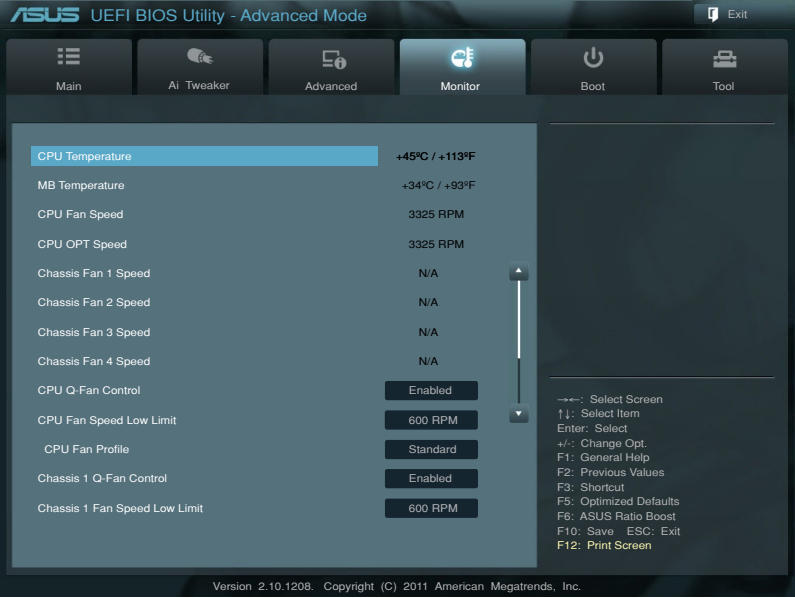 ASUS UEFI BIOS Utility - Advanced Mode
Exit
Main
Ai Tweaker
Advanced
Monitor
Boot
Tool
CPU Temperature +45ºC / +113ºF
MB Temperature +34ºC / +93ºF
CPU Fan Speed 3325 RPM
CPU OPT Speed 3325 RPM
Chassis Fan 1 Speed N/A
Chassis Fan 2 Speed N/A
Chassis Fan 3 Speed N/A
Chassis Fan 4 Speed N/A
CPU Q-Fan Control Enabled
CPU Fan Speed Low Limit 600 RPM
CPU Fan Profile Standard
Chassis 1 Q-Fan Control Enabled
Chassis 1 Fan Speed Low Limit 600 RPM
→←: Select Screen
↑↓: Select Item
Enter: Select
+/-: Change Opt.
F1: General Help
F2: Previous Values
F3: Shortcut
F5: Optimized Defaults
F6: ASUS Ratio Boost
F10: Save ESC: Exit
F12: Print Screen
Version 2.10.1208. Copyright (C) 2011 American Megatrends, Inc.